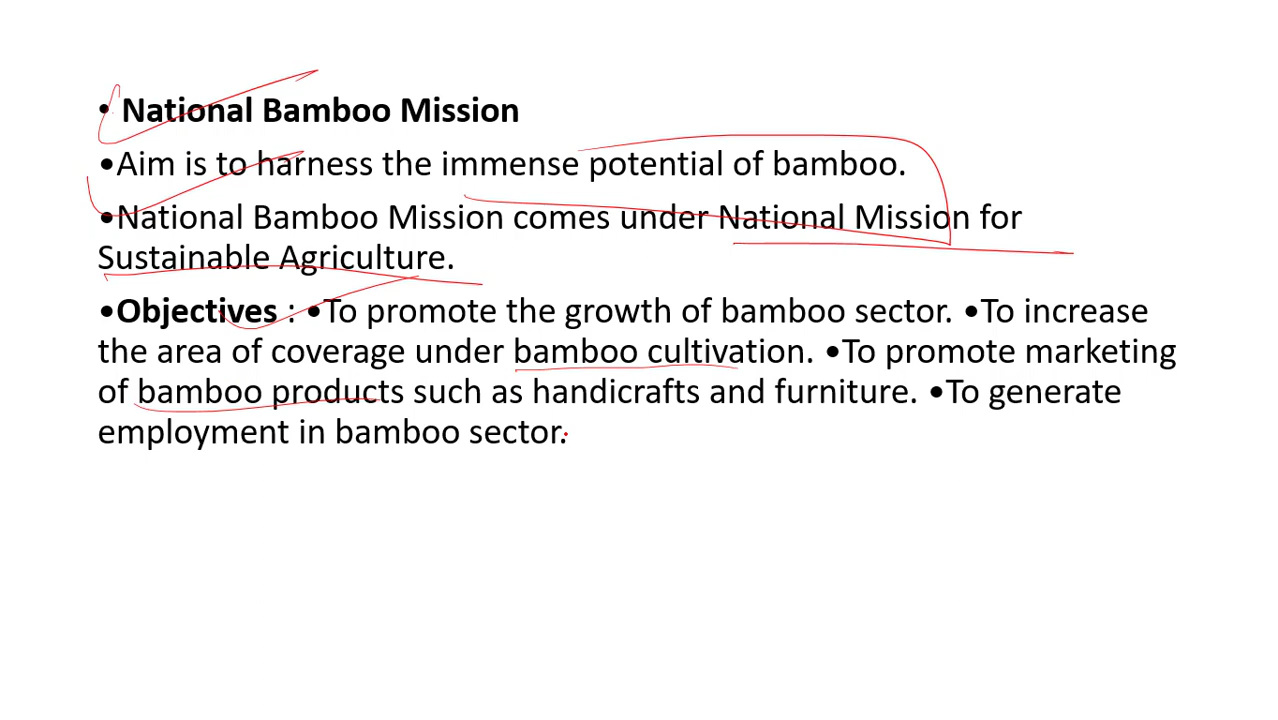 • National Bamboo Mission
•Aim is to harness the immense potential of bamboo.
•National Bamboo Mission comes under National Mission for
Sustainable Agriculture.
•Objectives : •To promote the growth of bamboo sector. •To increase
the area of coverage under bamboo cultivation. •To promote marketing
of bamboo products such as handicrafts and furniture. •To generate
employment in bamboo sector.